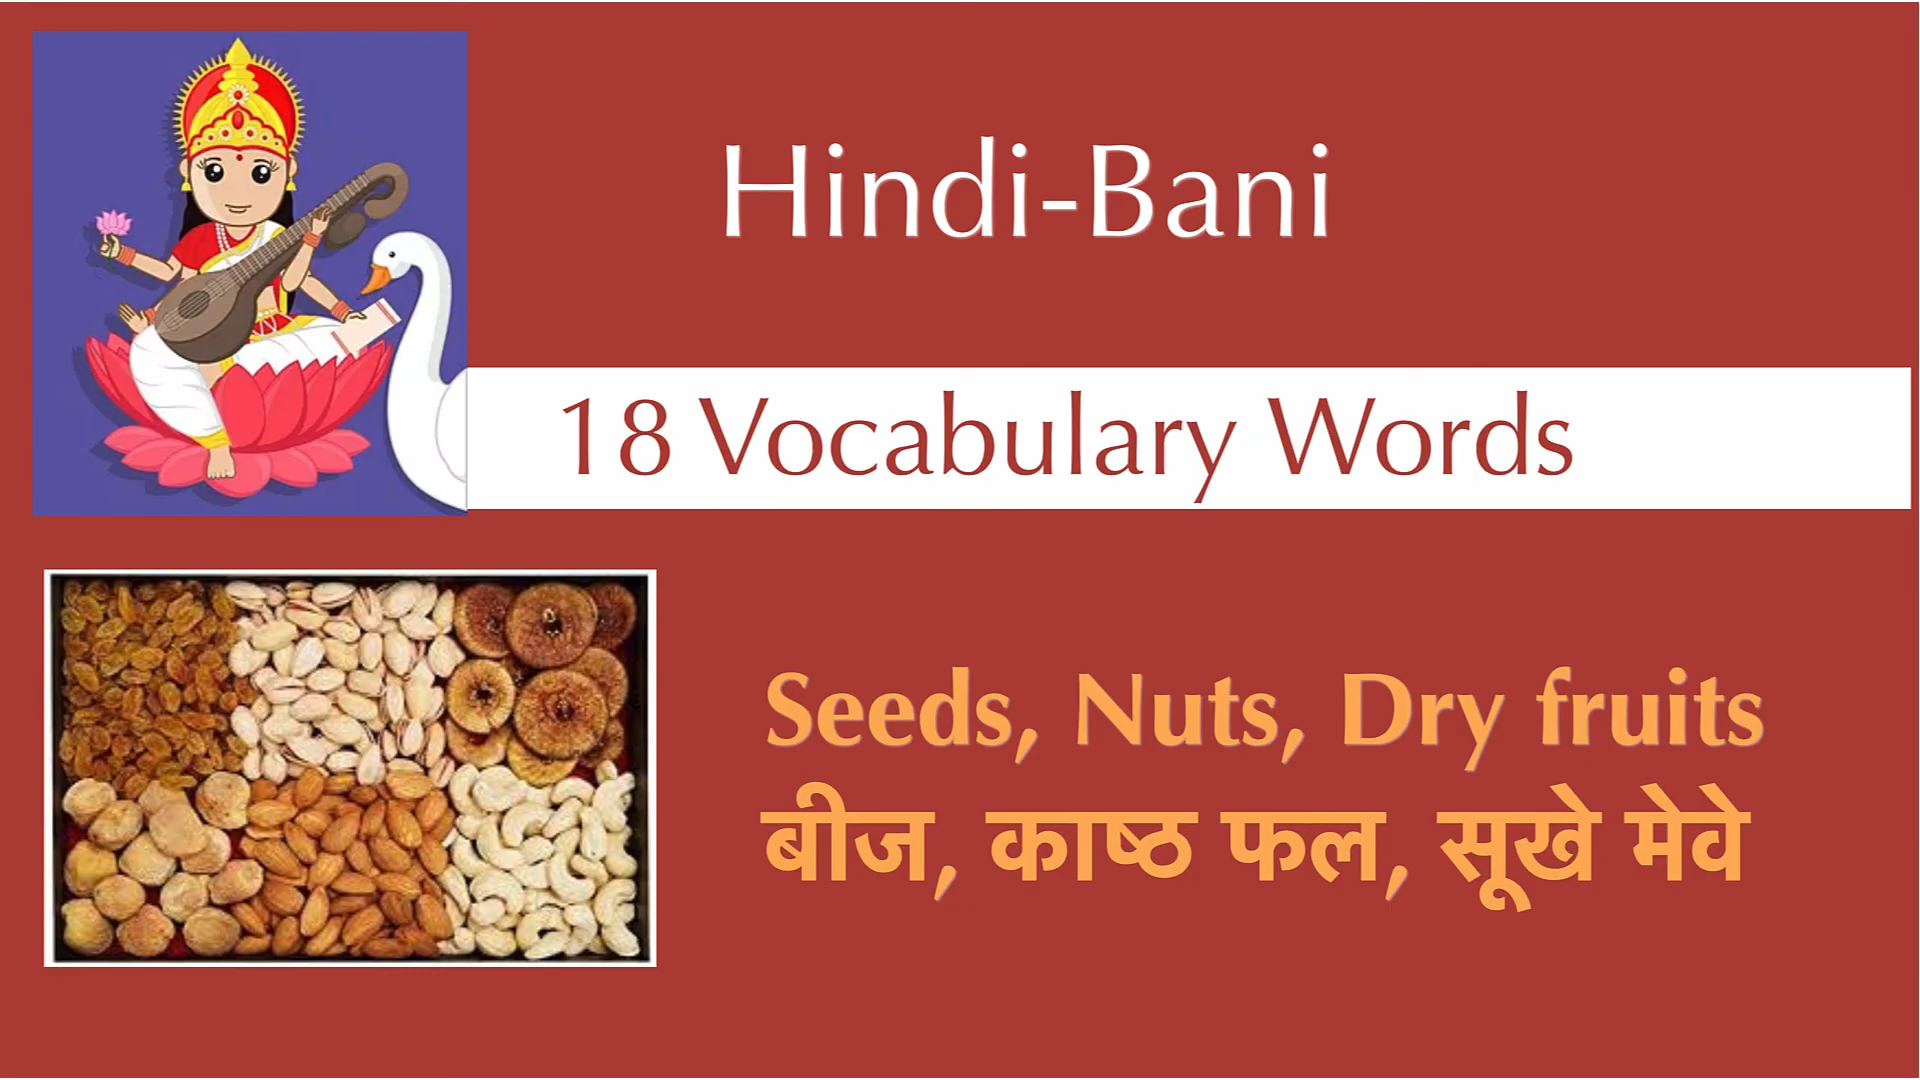 Hindi-Bani
18 Vocabulary Words
Seeds, Nuts, Dry fruits
बीज, काष्ठ फल, सूखे मेवे